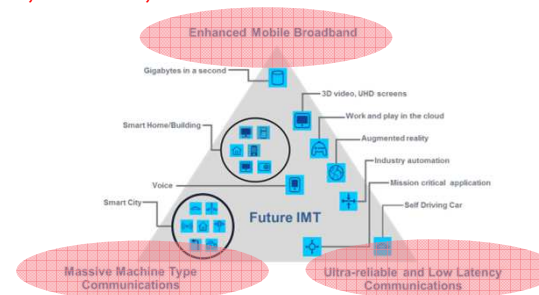 Enhanced Mobile Broadband
Gigabytes in a second
3D video, UHD screens
Work and play in the cloud
Smart Home/Building
Augmented reality
Industry automation
Voice
Mission critical application
Smart City
Future IMT
Self Driving Car
Massive Machine Type
Communications
Ultra-reliable and Low Latency
Communications